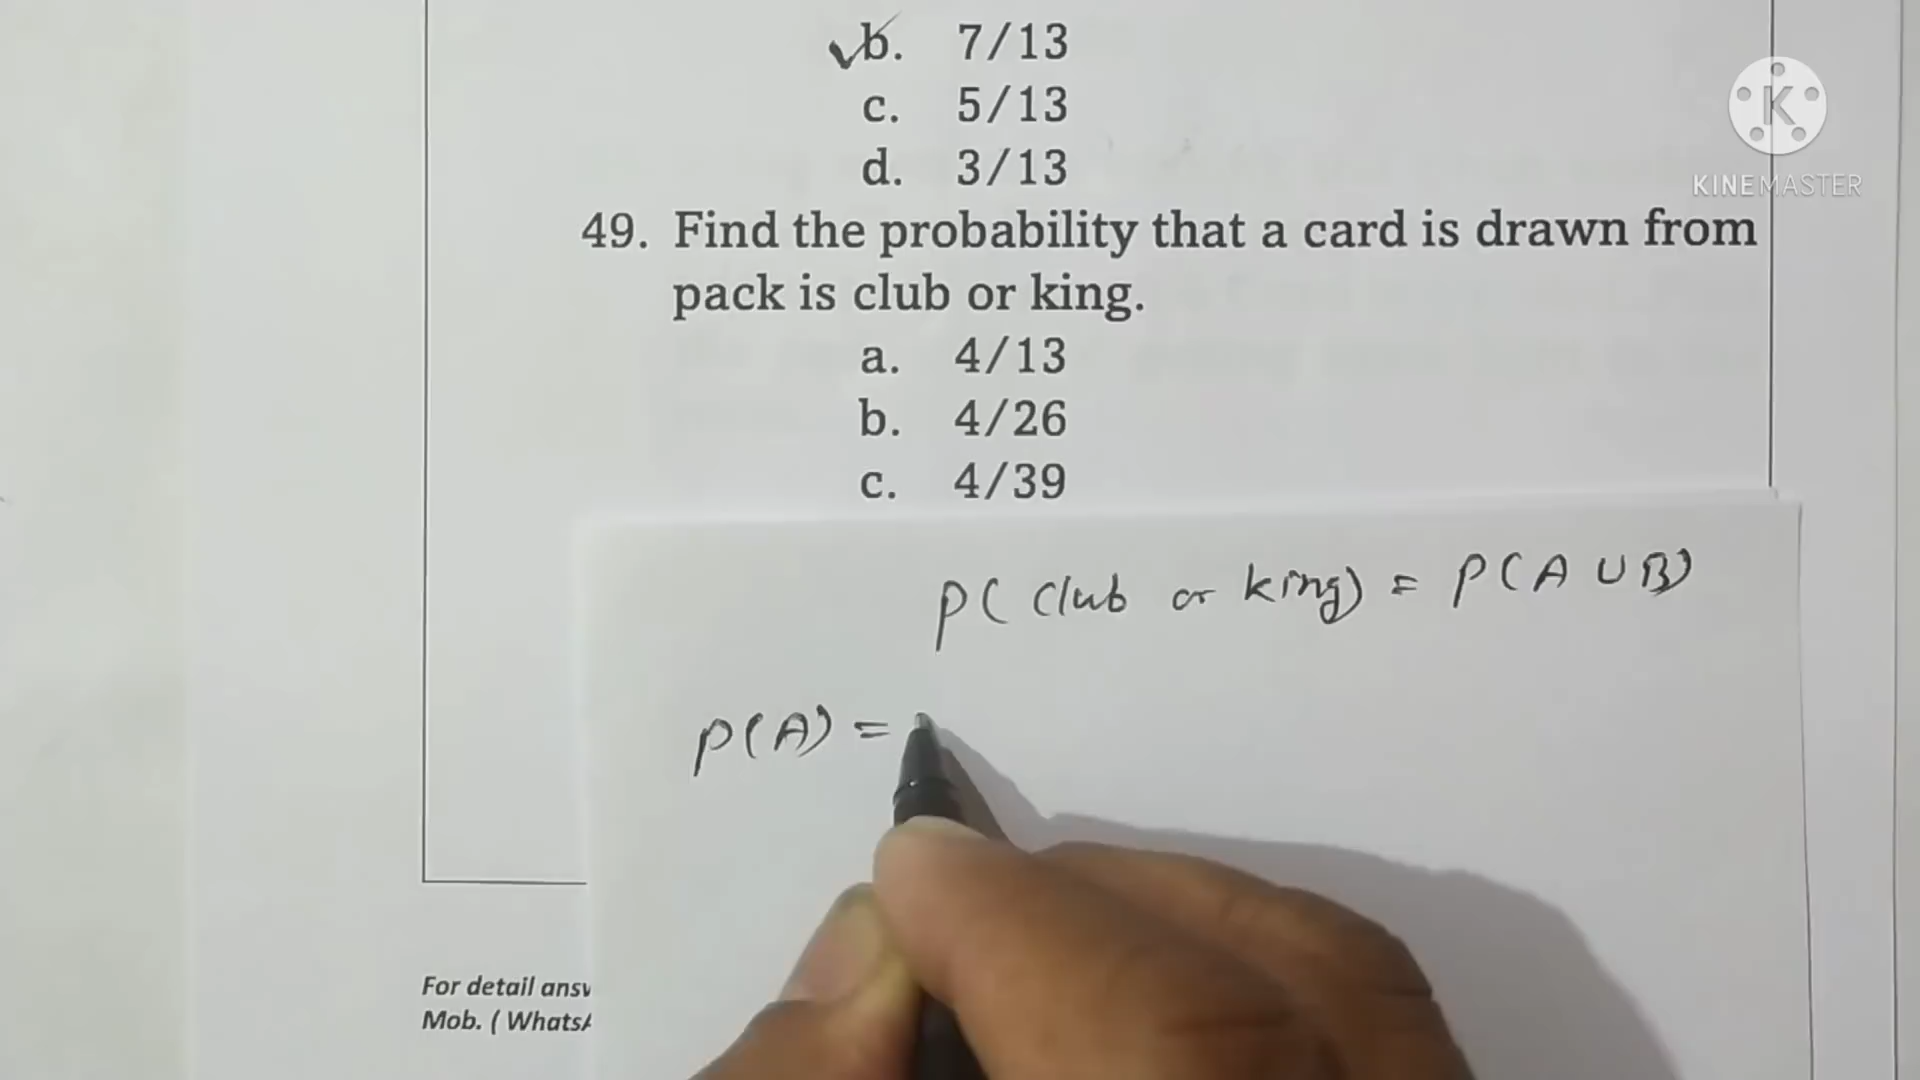 b. 7/13
c. 5/13
d. 3/13
KINEMASTER
49. Find the probability that a card is drawn from
pack is club or king.
a. 4/13
b. 4/26
c. 4/39
P( Club or king) = P(A ∪ B)
P(A) =
For detail answ
Mob. ( Whats